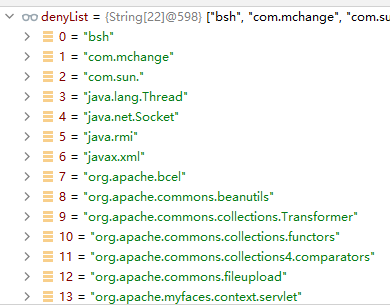 denyList = {String[22]@598} ["bsh", "com.mchange", "com.su
0 = "bsh"
1 = "com.mchange"
2 = "com.sun."
3 = "java.lang.Thread"
4 = "java.net.Socket"
5 = "java.rmi"
6 = "javax.xml"
7 = "org.apache.bcel"
8 = "org.apache.commons.beanutils"
9 = "org.apache.commons.collections.Transformer"
10 = "org.apache.commons.collections.functors"
11 = "org.apache.commons.collections4.comparators"
12 = "org.apache.commons.fileupload"
13 = "org.apache.myfaces.context.servlet"